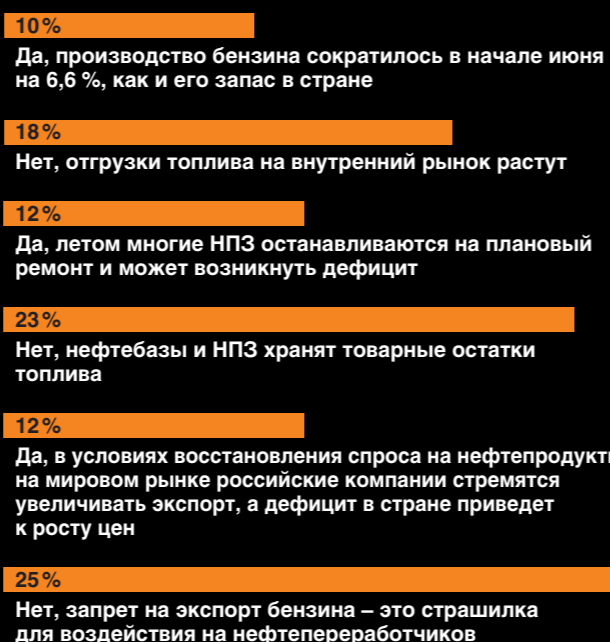 10 %
Да, производство бензина сократилось в начале июня
на 6,6 %, как и его запас в стране
18 %
Нет, отгрузки топлива на внутренний рынок растут
12 %
Да, летом многие НПЗ останавливаются на плановый
ремонт и может возникнуть дефицит
23 %
Нет, нефтебазы и НПЗ хранят товарные остатки
топлива
12 %
Да, в условиях восстановления спроса на нефтепродукты
на мировом рынке российские компании стремятся
увеличивать экспорт, а дефицит в стране приведет
к росту цен
25 %
Нет, запрет на экспорт бензина – это страшилка
для воздействия на нефтепереработчиков